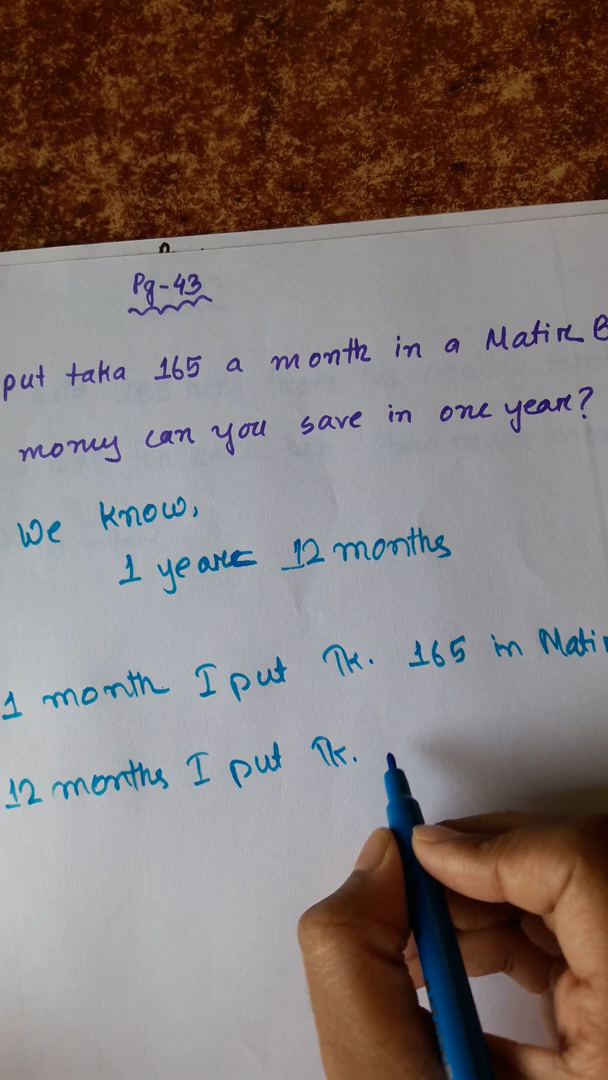 Pg-43
put taka 165 a month in a Matir B
money can you save in one year?
We know,
1 year = 12 months
1 month I put Tk. 165 in Matir
12 months I put Tk.